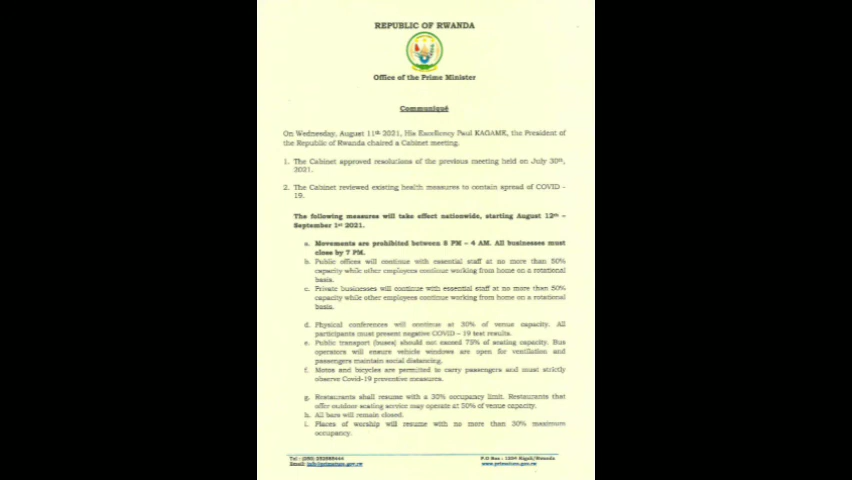 REPUBLIC OF RWANDA
Office of the Prime Minister
Communiqué
On Wednesday, August 11th 2021, His Excellency Paul KAGAME, the President of
the Republic of Rwanda chaired a Cabinet meeting.
1. The Cabinet approved resolutions of the previous meeting held on July 30th,
2021.
2. The Cabinet reviewed existing health measures to contain spread of COVID -
19.
The following measures will take effect nationwide, starting August 12th –
September 1st 2021.
a. Movements are prohibited between 8 PM – 4 AM. All businesses must
close by 7 PM.
b. Public offices will continue with essential staff at no more than 50%
capacity while other employees continue working from home on a rotational
basis.
c. Private businesses will continue with essential staff at no more than 50%
capacity while other employees continue working from home on a rotational
basis.
d. Physical conferences will continue at 30% of venue capacity. All
participants must present negative COVID – 19 test results.
e. Public transport (buses) should not exceed 75% of seating capacity. Bus
operators will ensure vehicle windows are open for ventilation and
passengers maintain social distancing.
f. Motos and bicycles are permitted to carry passengers and must strictly
observe Covid-19 preventive measures.
g. Restaurants shall resume with a 30% occupancy limit. Restaurants that
offer outdoor seating service may operate at 50% of venue capacity.
h. All bars will remain closed.
i. Places of worship will resume with no more than 30% maximum
occupancy.
Tel : (250)
P.O Box : 1334 Kigali/Rwanda
Email: info@primature.gov.rw
www.primature.gov.rw